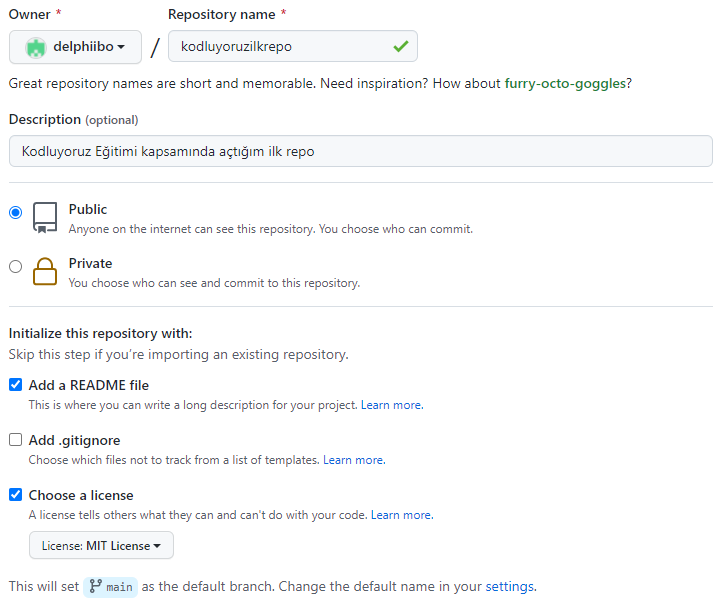 Owner * Repository name *
delphiibo / kodluyoruzilkrepo
Great repository names are short and memorable. Need inspiration? How about furry-octo-goggles?
Description (optional)
Kodluyoruz Eğitimi kapsamında açtığım ilk repo
Public
Anyone on the internet can see this repository. You choose who can commit.
Private
You choose who can see and commit to this repository.
Initialize this repository with:
Skip this step if you're importing an existing repository.
Add a README file
This is where you can write a long description for your project. Learn more.
Add .gitignore
Choose which files not to track from a list of templates. Learn more.
Choose a license
A license tells others what they can and can't do with your code. Learn more.
License: MIT License
This will set main as the default branch. Change the default name in your settings.